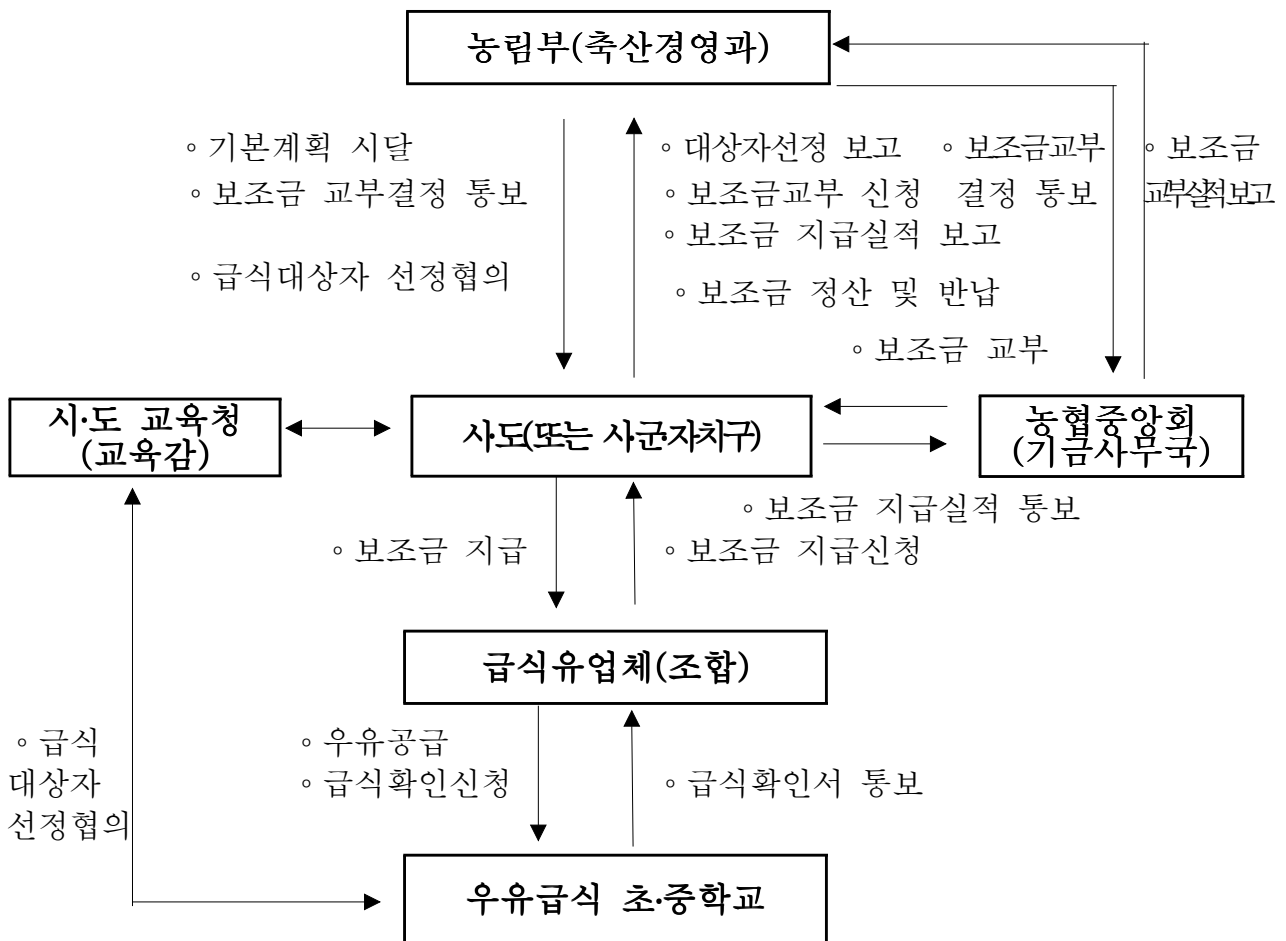 농림부(축산경영과)
◦기본계획 시달
◦보조금 교부결정 통보
◦급식대상자 선정협의
◦대상자선정 보고
◦보조금교부 신청
◦보조금 지급실적 보고
◦보조금 정산 및 반납
◦보조금교부
결정 통보
◦보조금
교부실적보고
◦보조금 교부
시·도 교육청
(교육감)
시·도(또는 시·군·자치구)
농협중앙회
(기금사무국)
◦보조금 지급실적 통보
◦보조금 지급
◦보조금 지급신청
급식유업체(조합)
◦급식
대상자
선정협의
◦우유공급
◦급식확인신청
◦급식확인서 통보
우유급식 초·중학교